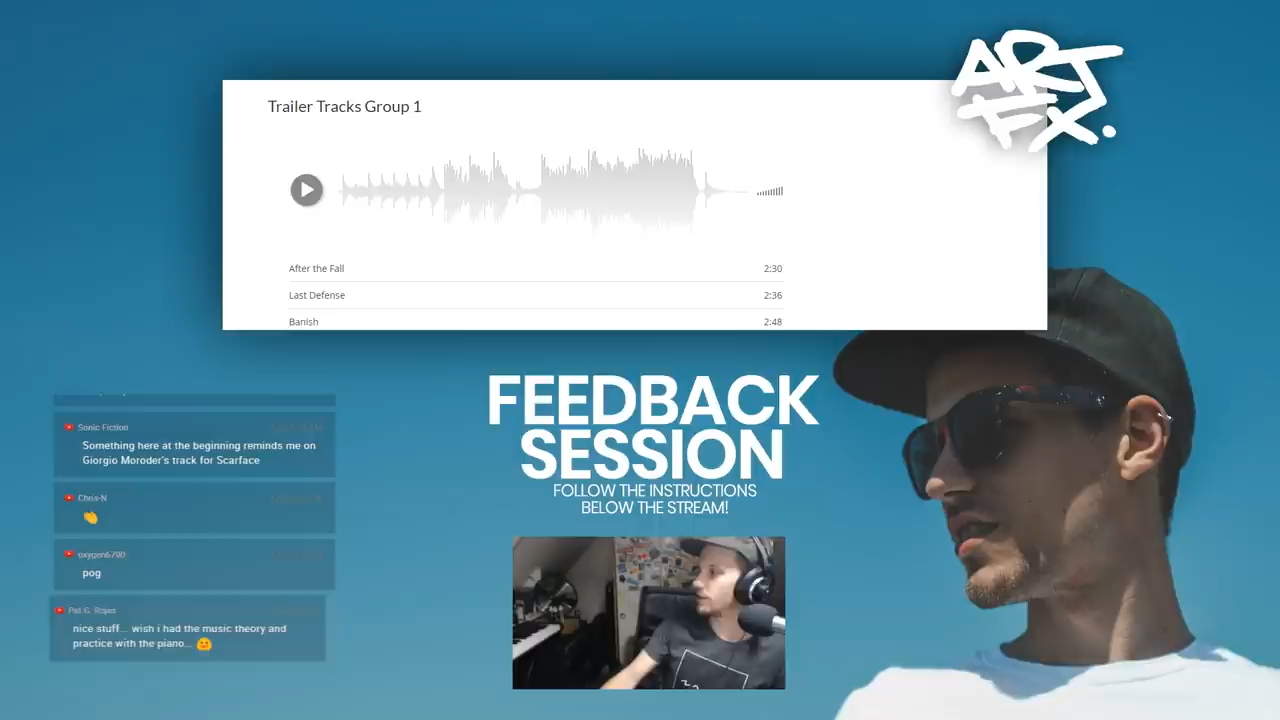 ART
FX.
Trailer Tracks Group 1
After the Fall 2:30
Last Defense 2:36
Banish 2:48
FEEDBACK
SESSION
FOLLOW THE INSTRUCTIONS
BELOW THE STREAM!
Sonic Fiction
Something here at the beginning reminds me on
Giorgio Moroder's track for Scarface
Chris-N
👏
oxygen5790
pog
Pat G. Rojas
nice stuff... wish i had the music theory and
practice with the piano...